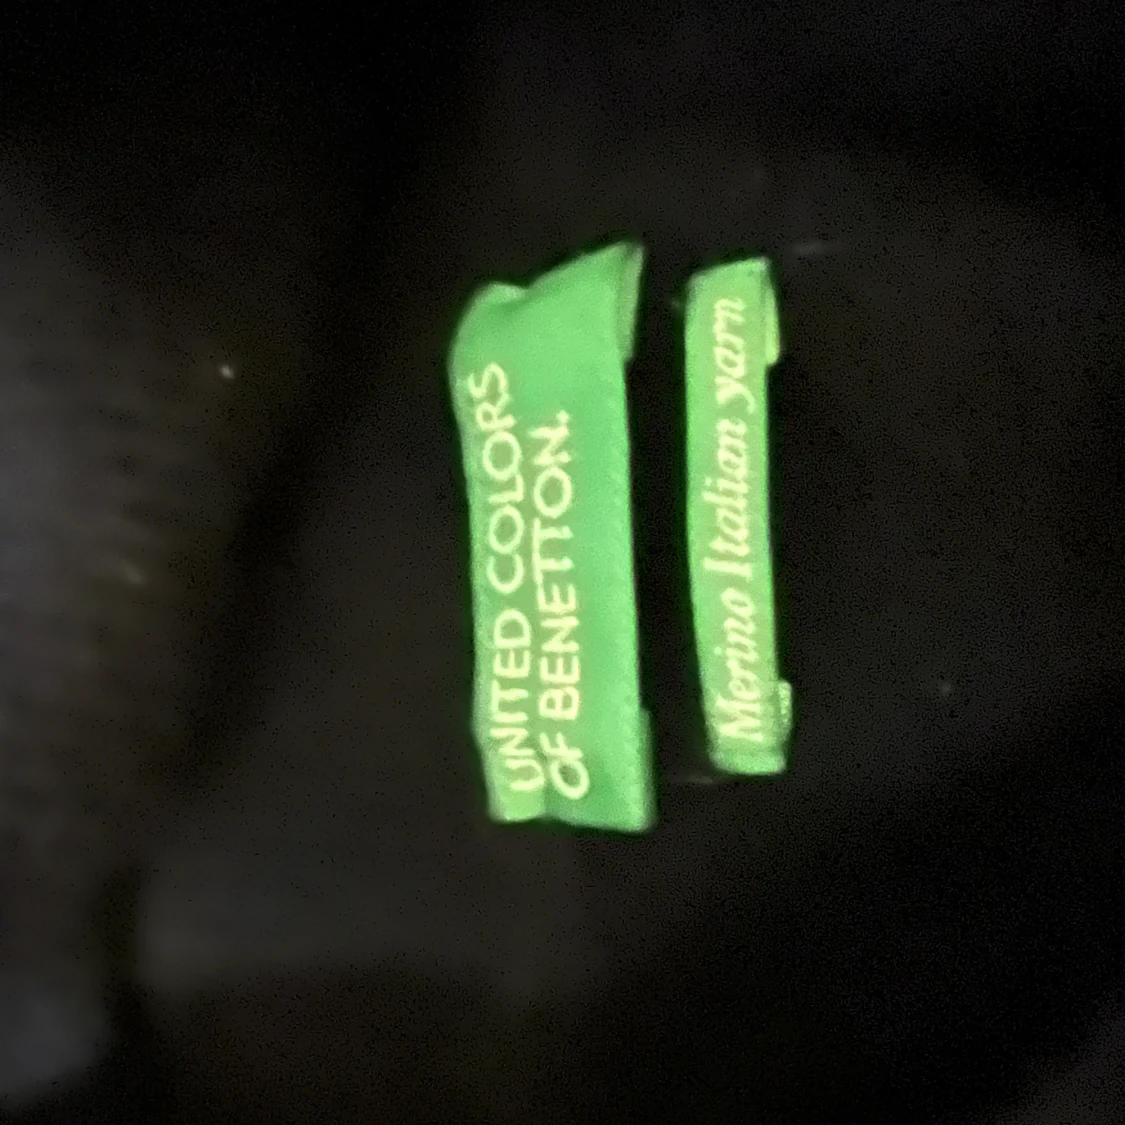 UNITED COLORS
OF BENETTON.
Merino Italian yarn